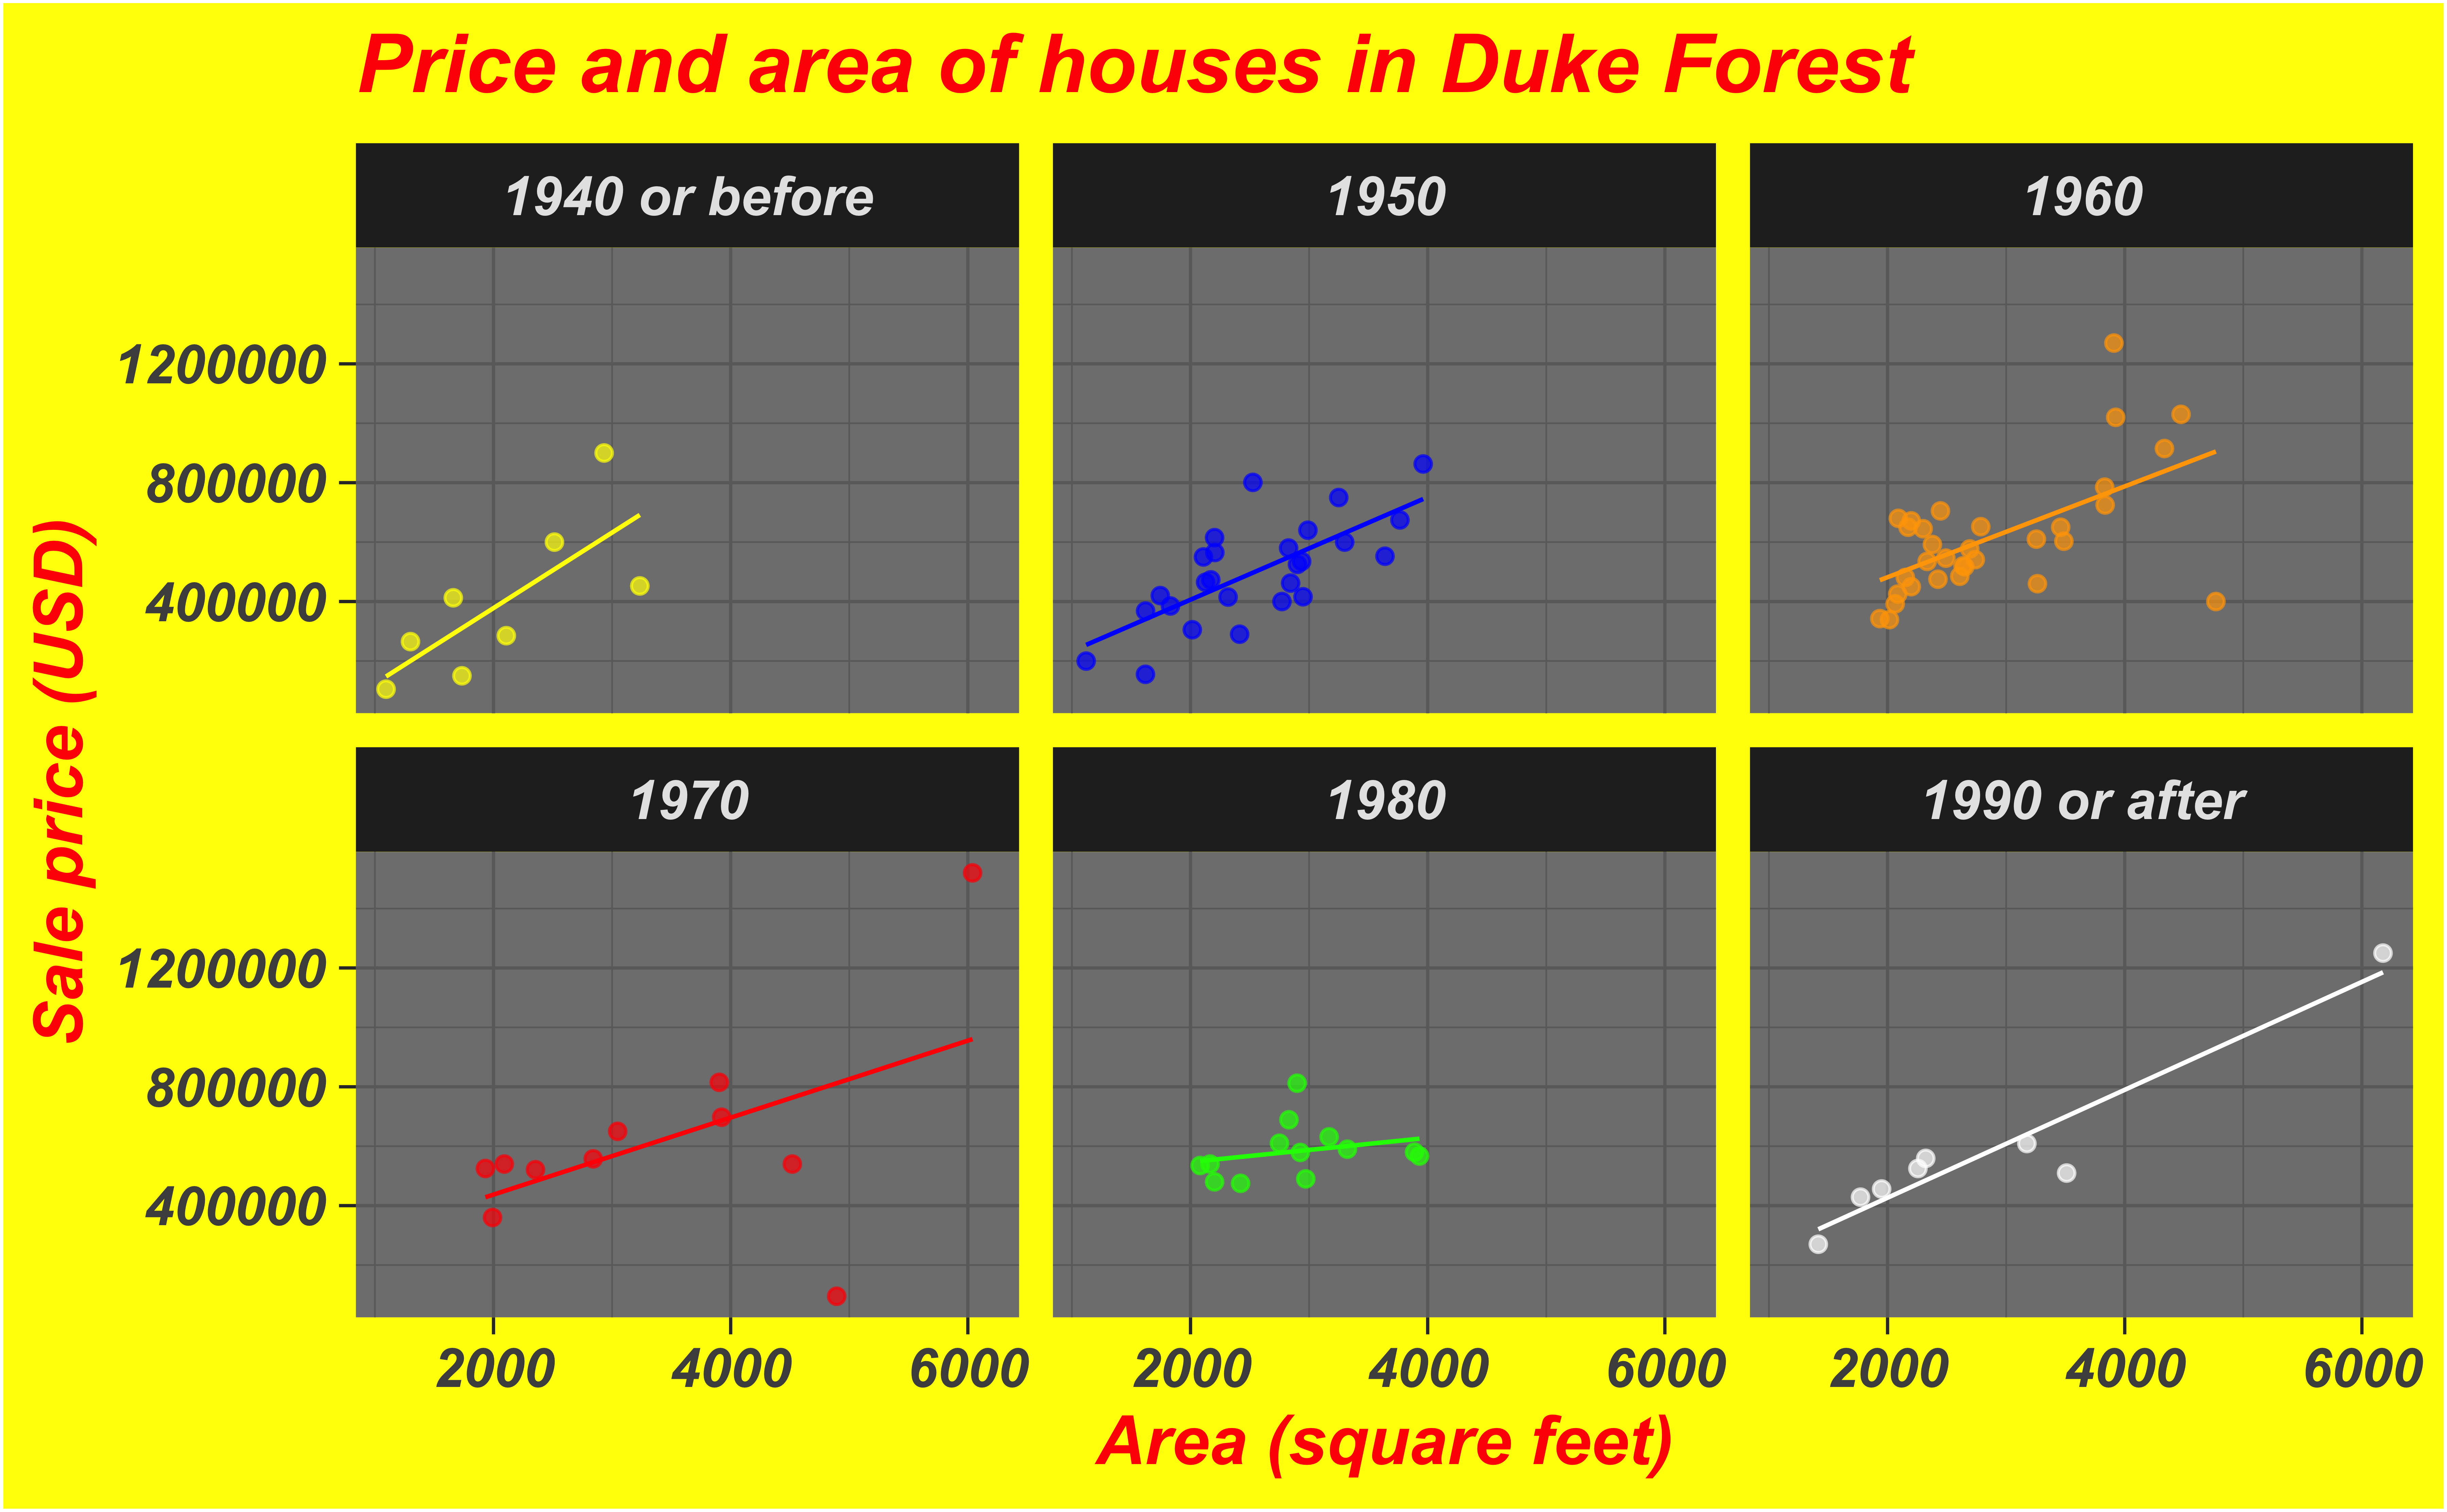 Price and area of houses in Duke Forest
1940 or before
1950
1960
1200000
800000
400000
Sale price (USD)
1970
1980
1990 or after
1200000
800000
400000
2000 4000 6000 2000 4000 6000 2000 4000 6000
Area (square feet)